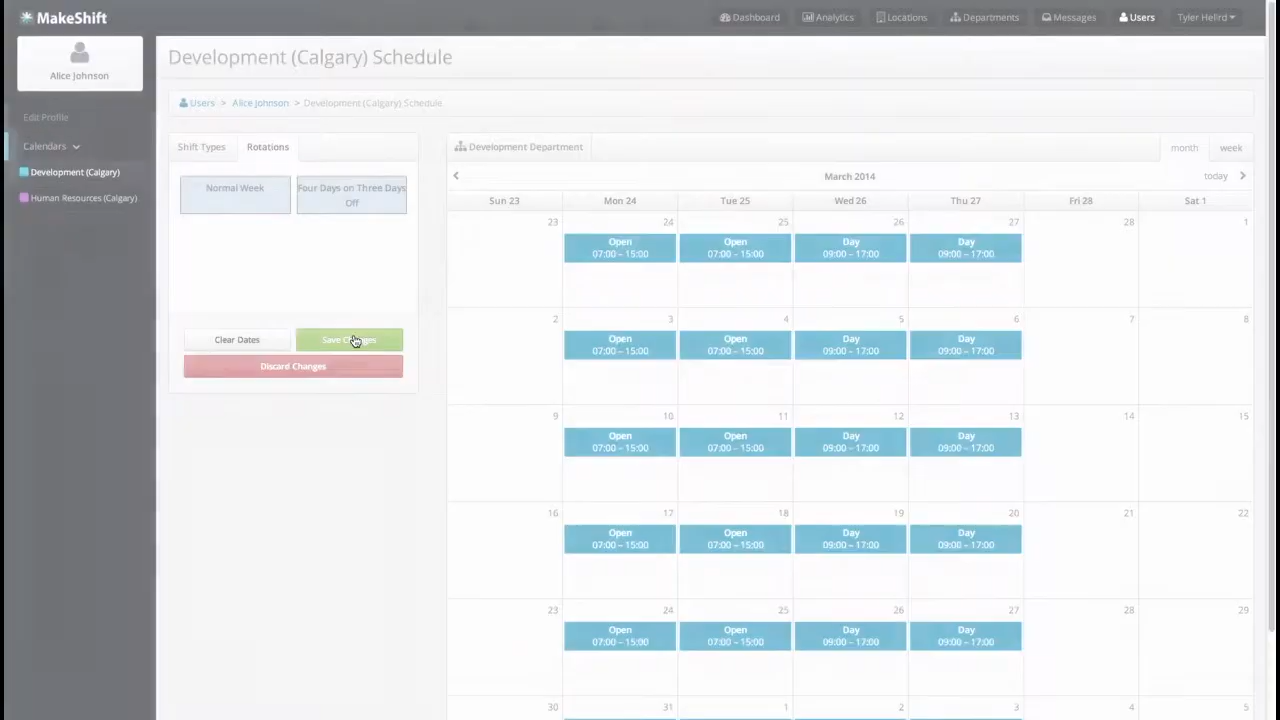 MakeShift
Dashboard Analytics Locations Departments Messages Users Tyler Hellrd
Alice Johnson
Edit Profile
Calendars
Development (Calgary)
Human Resources (Calgary)
Development (Calgary) Schedule
Users > Alice Johnson > Development (Calgary) Schedule
Shift Types Rotations
Normal Week
Four Days on Three Days
Off
Clear Dates Save Changes
Discard Changes
Development Department
month week
March 2014
today
Sun 23 Mon 24 Tue 25 Wed 26 Thu 27 Fri 28 Sat 1
23 24 25 26 27 28 1
Open Open Day Day
07:00 – 15:00 07:00 – 15:00 09:00 – 17:00 09:00 – 17:00
2 3 4 5 6 7 8
Open Open Day Day
07:00 – 15:00 07:00 – 15:00 09:00 – 17:00 09:00 – 17:00
9 10 11 12 13 14 15
Open Open Day Day
07:00 – 15:00 07:00 – 15:00 09:00 – 17:00 09:00 – 17:00
16 17 18 19 20 21 22
Open Open Day Day
07:00 – 15:00 07:00 – 15:00 09:00 – 17:00 09:00 – 17:00
23 24 25 26 27 28 29
Open Open Day Day
07:00 – 15:00 07:00 – 15:00 09:00 – 17:00 09:00 – 17:00
30 31 1 2 3 4 5